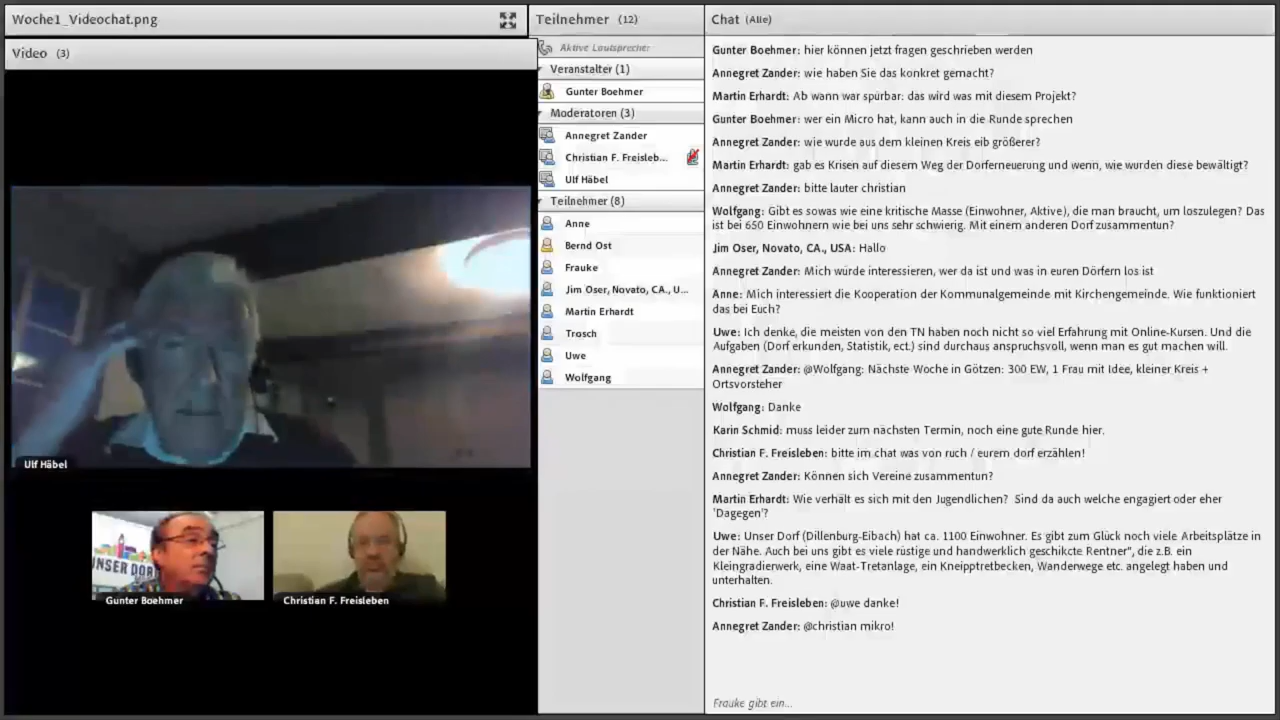 Woche1_Videochat.png
Video (3)
Ulf Häbel
UNSER DOR
Gunter Boehmer
Christian F. Freisleben
Teilnehmer (12)
Aktive Lautsprecher
Veranstalter (1)
Gunter Boehmer
Moderatoren (3)
Annegret Zander
Christian F. Freisleb...
Ulf Häbel
Teilnehmer (8)
Anne
Bernd Ost
Frauke
Jim Oser, Novato, CA., U...
Martin Erhardt
Trosch
Uwe
Wolfgang
Chat (Alle)
Gunter Boehmer: hier können jetzt fragen geschrieben werden
Annegret Zander: wie haben Sie das konkret gemacht?
Martin Erhardt: Ab wann war spürbar: das wird was mit diesem Projekt?
Gunter Boehmer: wer ein Micro hat, kann auch in die Runde sprechen
Annegret Zander: wie wurde aus dem kleinen Kreis eib größerer?
Martin Erhardt: gab es Krisen auf diesem Weg der Dorferneuerung und wenn, wie wurden diese bewältigt?
Annegret Zander: bitte lauter christian
Wolfgang: Gibt es sowas wie eine kritische Masse (Einwohner, Aktive), die man braucht, um loszulegen? Das
ist bei 650 Einwohnern wie bei uns sehr schwierig. Mit einem anderen Dorf zusammentun?
Jim Oser, Novato, CA., USA: Hallo
Annegret Zander: Mich würde interessieren, wer da ist und was in euren Dörfern los ist
Anne: Mich interessiert die Kooperation der Kommunalgemeinde mit Kirchengemeinde. Wie funktioniert
das bei Euch?
Uwe: Ich denke, die meisten von den TN haben noch nicht so viel Erfahrung mit Online-Kursen. Und die
Aufgaben (Dorf erkunden, Statistik, ect.) sind durchaus anspruchsvoll, wenn man es gut machen will.
Annegret Zander: @Wolfgang: Nächste Woche in Götzen: 300 EW, 1 Frau mit Idee, kleiner Kreis +
Ortsvorsteher
Wolfgang: Danke
Karin Schmid: muss leider zum nächsten Termin, noch eine gute Runde hier.
Christian F. Freisleben: bitte im chat was von ruch / eurem dorf erzählen!
Annegret Zander: Können sich Vereine zusammentun?
Martin Erhardt: Wie verhält es sich mit den Jugendlichen? Sind da auch welche engagiert oder eher
'Dagegen'?
Uwe: Unser Dorf (Dillenburg-Eibach) hat ca. 1100 Einwohner. Es gibt zum Glück noch viele Arbeitsplätze in
der Nähe. Auch bei uns gibt es viele rüstige und handwerklich geschikcte Rentner", die z.B. ein
Kleingradierwerk, eine Waat-Tretanlage, ein Kneipptretbecken, Wanderwege etc. angelegt haben und
unterhalten.
Christian F. Freisleben: @uwe danke!
Annegret Zander: @christian mikro!
Frauke gibt ein...